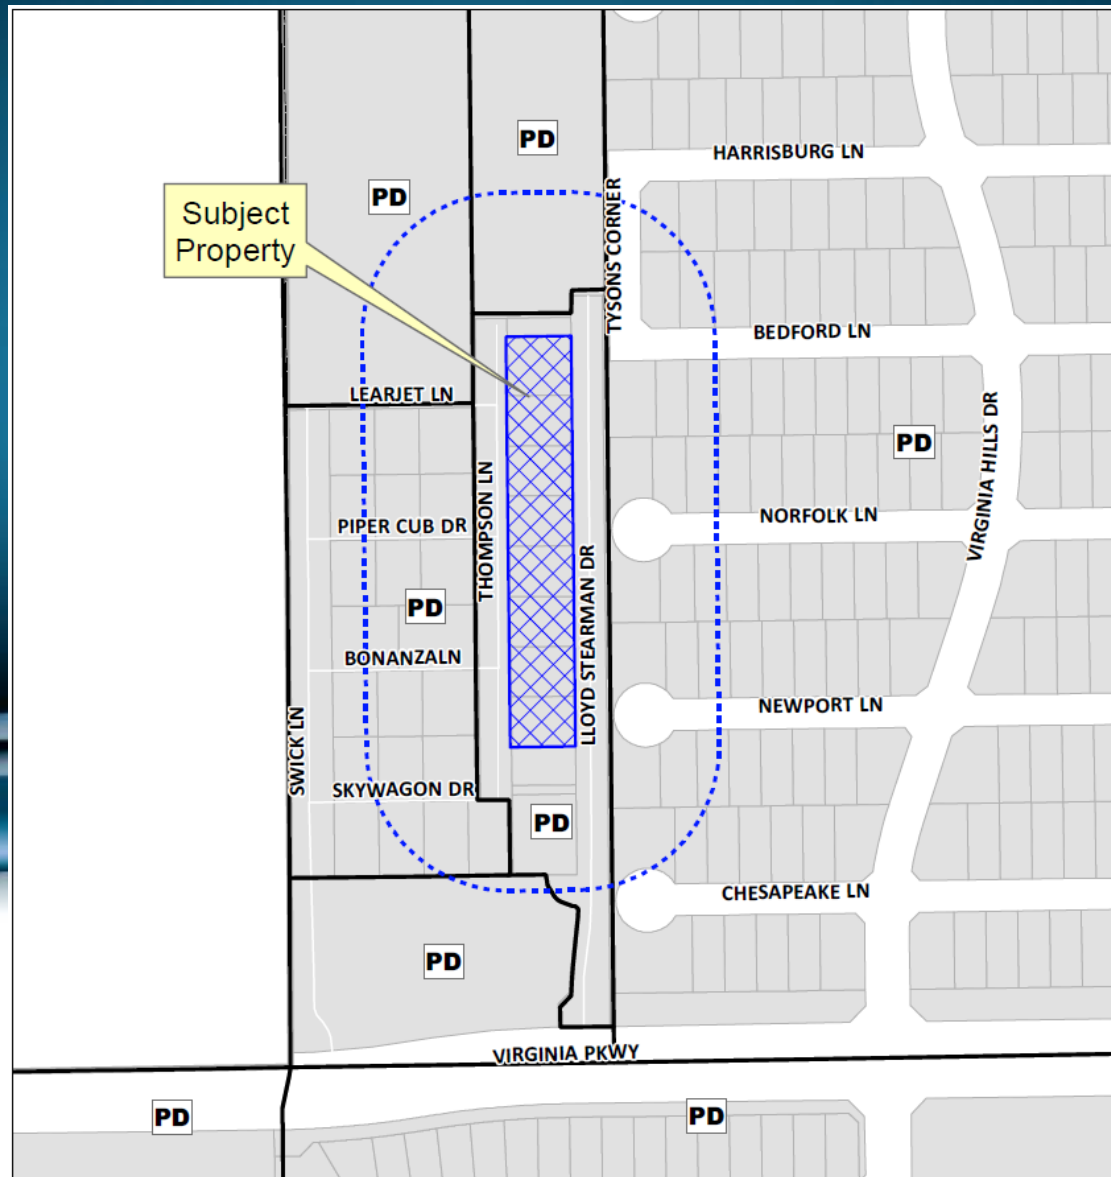 PD
HARRISBURG LN
PD
Subject
Property
TYSONS CORNER
BEDFORD LN
LEARJET LN
VIRGINIA HILLS DR
PD
THOMPSON LN
NORFOLK LN
PIPER CUB DR
LLOYD STEARMAN DR
PD
BONANZALN
NEWPORT LN
SWICK LN
SKYWAGON DR
PD
CHESAPEAKE LN
PD
VIRGINIA PKWY
PD
PD